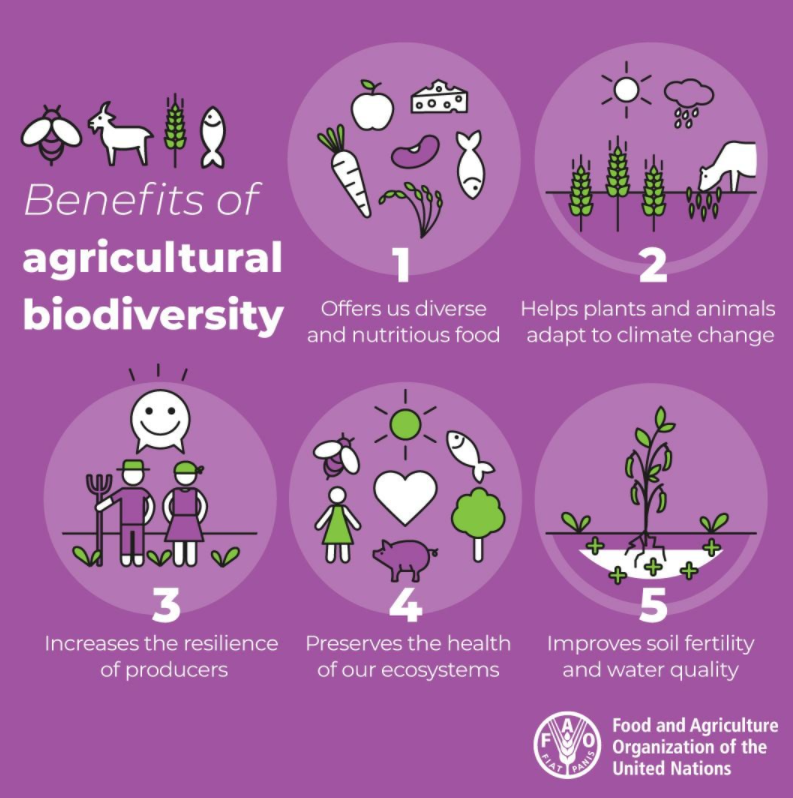 Benefits of
agricultural
biodiversity
1
Offers us diverse
and nutritious food
2
Helps plants and animals
adapt to climate change
3
Increases the resilience
of producers
4
Preserves the health
of our ecosystems
5
Improves soil fertility
and water quality
F A O
FIAT PANIS
Food and Agriculture
Organization of the
United Nations